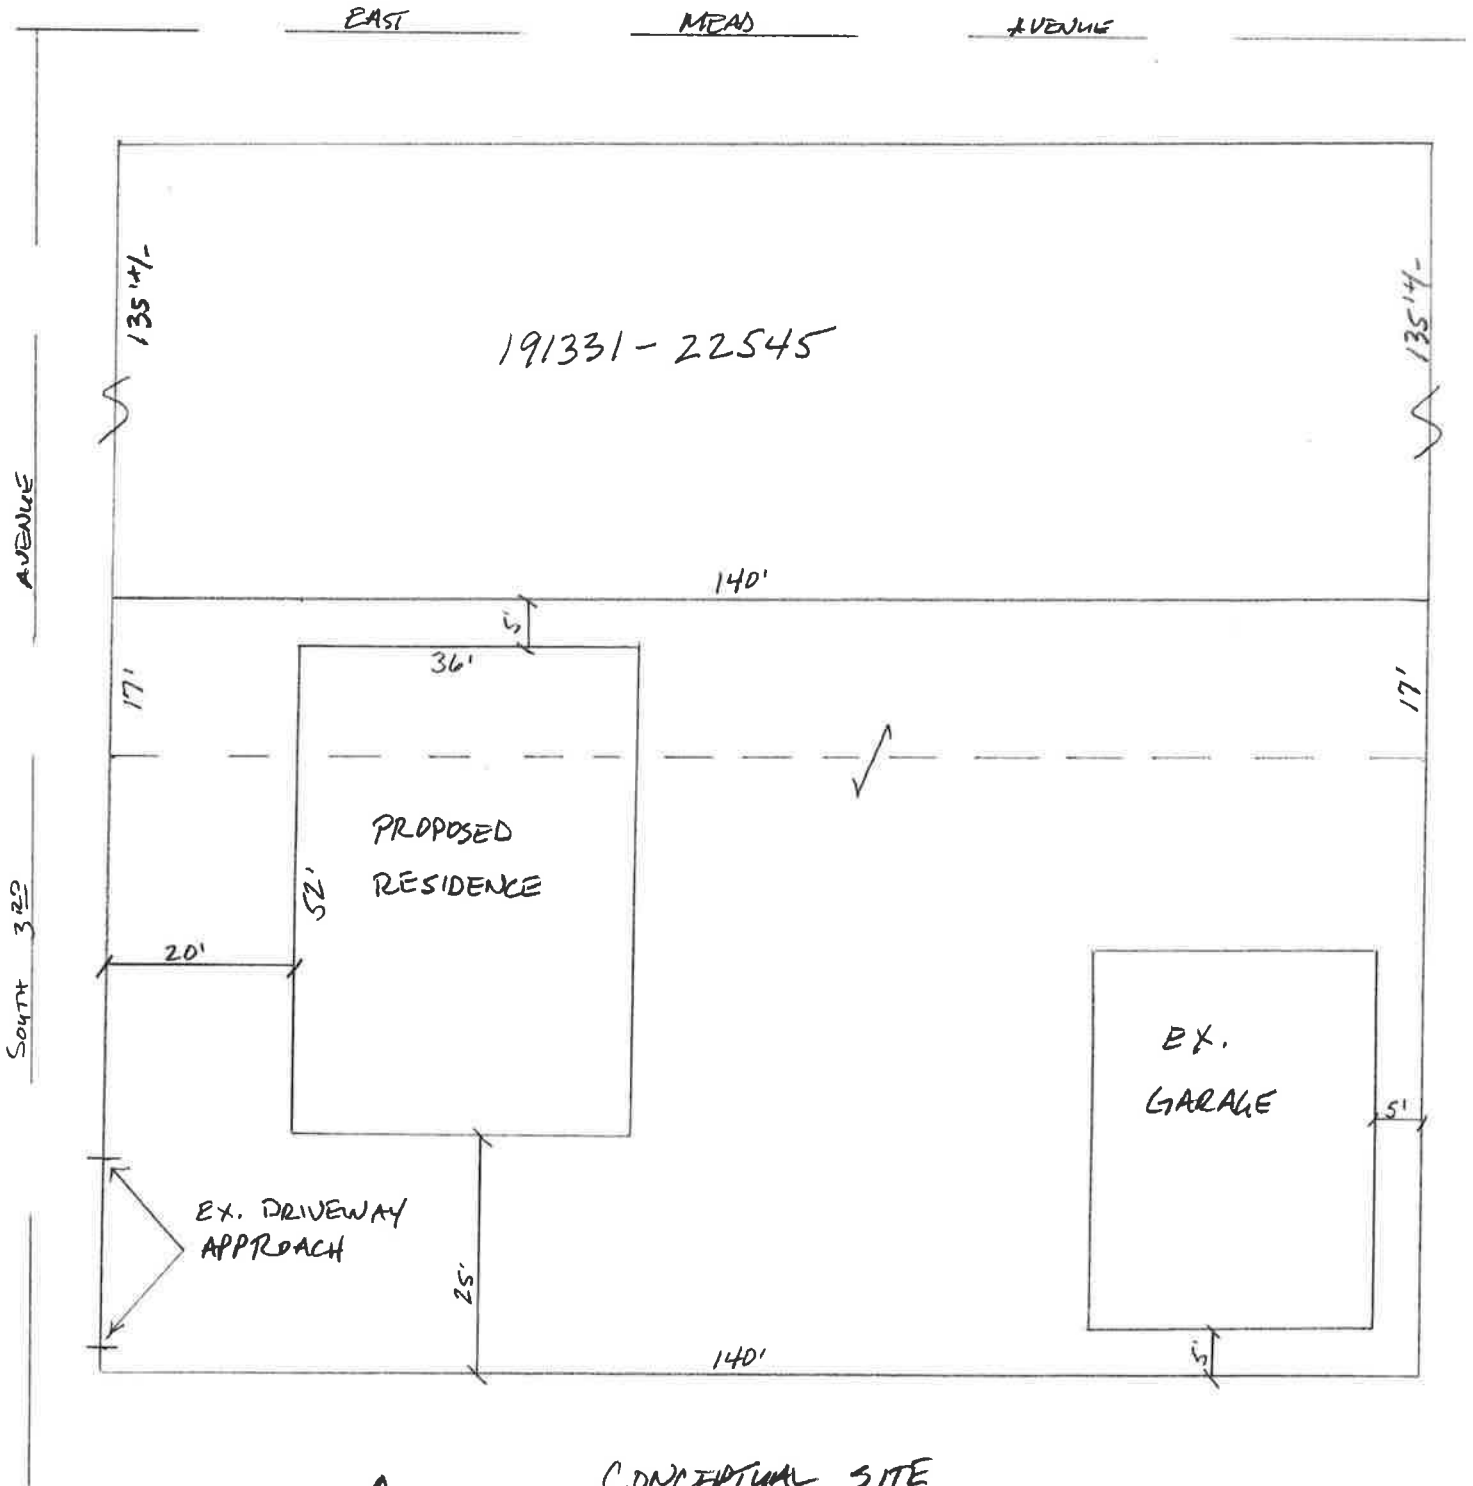 EAST MEAD AVENUE
135'+/-
135'+/-
191331-22545
AVENUE
140'
5'
36'
17'
17'
PROPOSED
RESIDENCE
52'
SOUTH 3RD
20'
EX.
GARAGE
5'
EX. DRIVEWAY
APPROACH
25'
5'
140'
CONCEPTUAL SITE